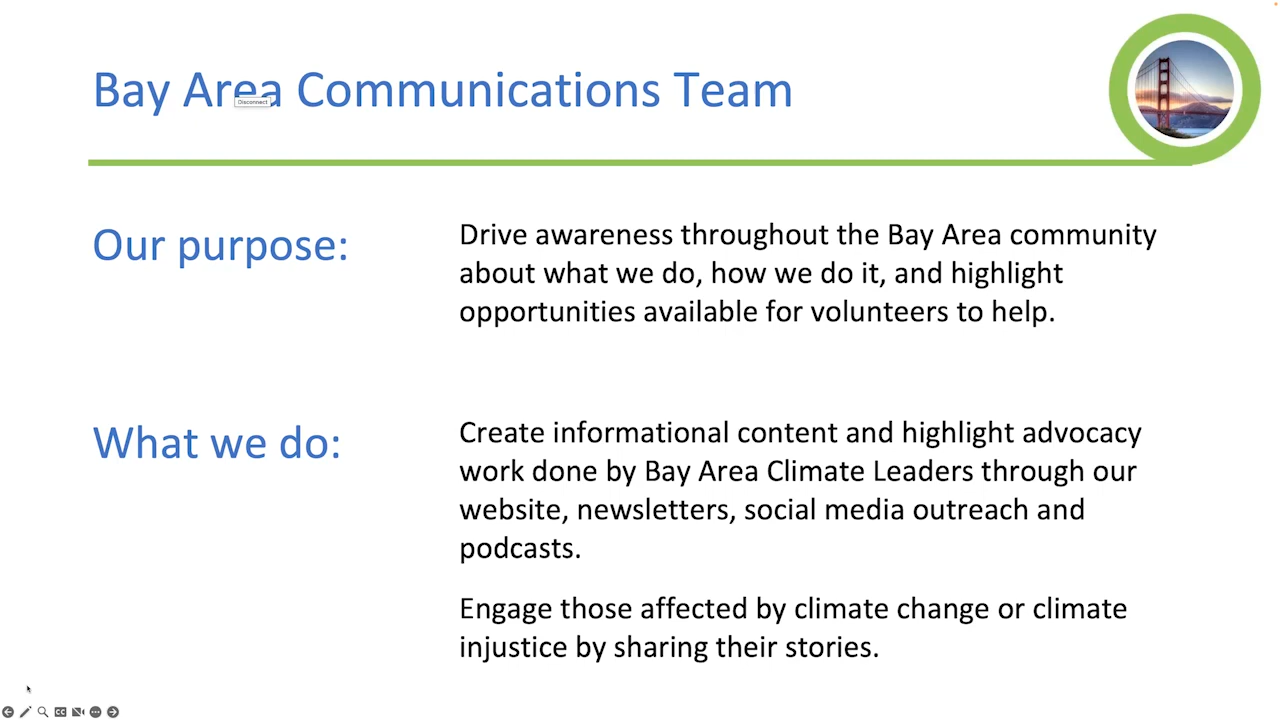 Bay Area Communications Team
Disconnect
Our purpose:
Drive awareness throughout the Bay Area community
about what we do, how we do it, and highlight
opportunities available for volunteers to help.
What we do:
Create informational content and highlight advocacy
work done by Bay Area Climate Leaders through our
website, newsletters, social media outreach and
podcasts.
Engage those affected by climate change or climate
injustice by sharing their stories.
CC